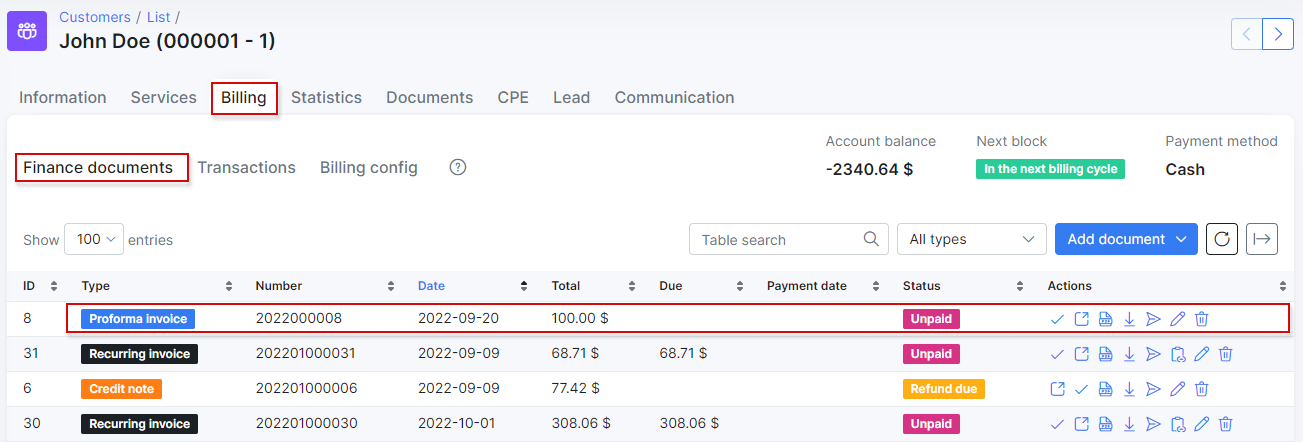 Customers / List /
John Doe (000001 - 1)
Information Services Billing Statistics Documents CPE Lead Communication
Account balance Next block Payment method
Finance documents Transactions Billing config ?
-2340.64 $ In the next billing cycle Cash
Show 100 entries Table search All types Add document
ID Type Number Date Total Due Payment date Status Actions
8 Proforma invoice 2022000008 2022-09-20 100.00 $ Unpaid
31 Recurring invoice 202201000031 2022-09-09 68.71 $ 68.71 $ Unpaid
6 Credit note 202201000006 2022-09-09 77.42 $ Refund due
30 Recurring invoice 202201000030 2022-10-01 308.06 $ 308.06 $ Unpaid